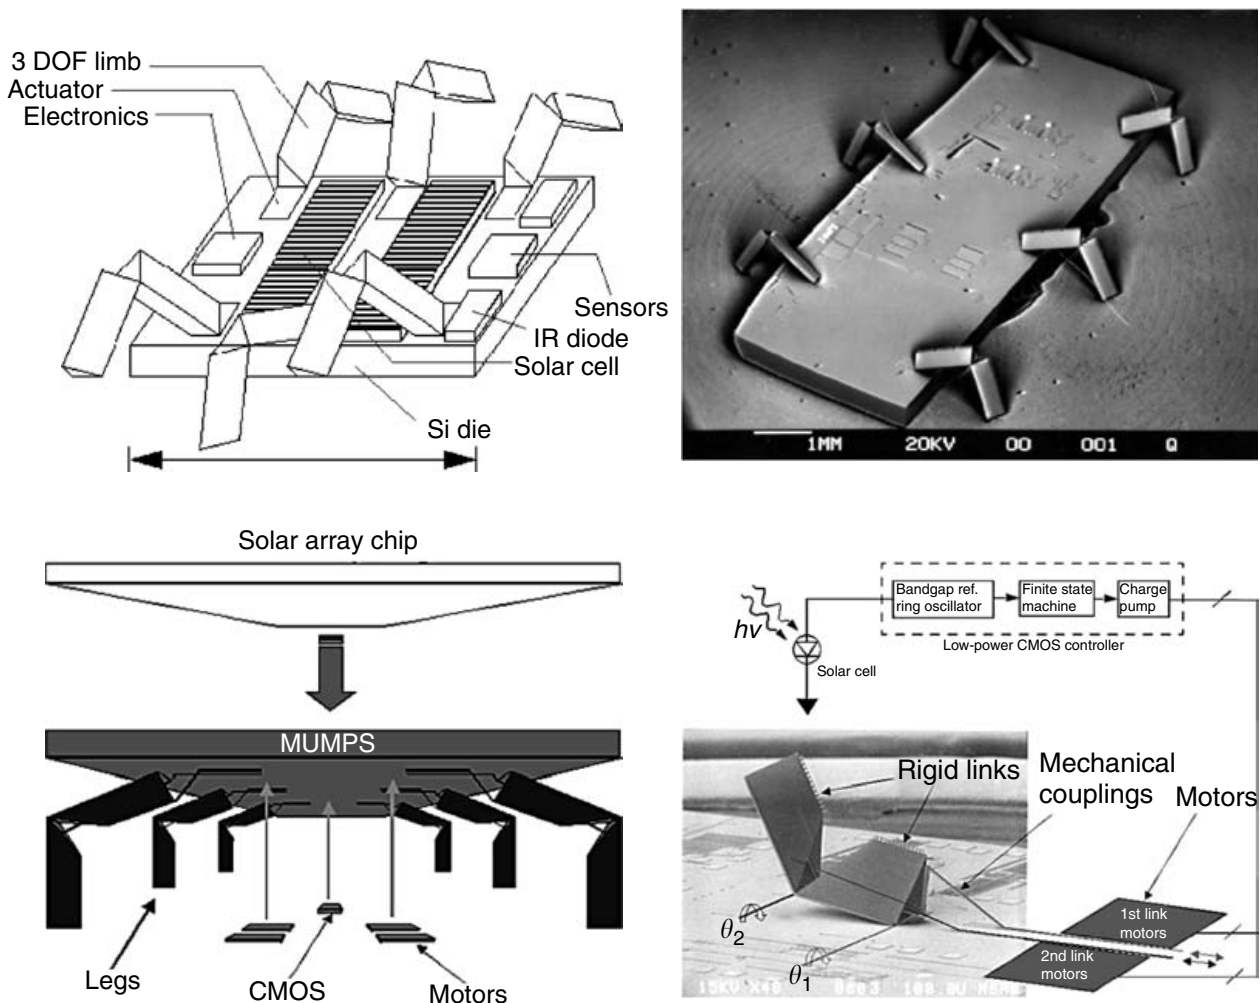 3 DOF limb
Actuator
Electronics
Sensors
IR diode
Solar cell
Si die
1MM 20KV 00 001 Q
Solar array chip
MUMPS
Legs
CMOS
Motors
Bandgap ref.
ring oscillator
Finite state
machine
Charge
pump
Low-power CMOS controller
hν
Solar cell
Rigid links
Mechanical
couplings
Motors
θ2
θ1
1st link
motors
2nd link
motors